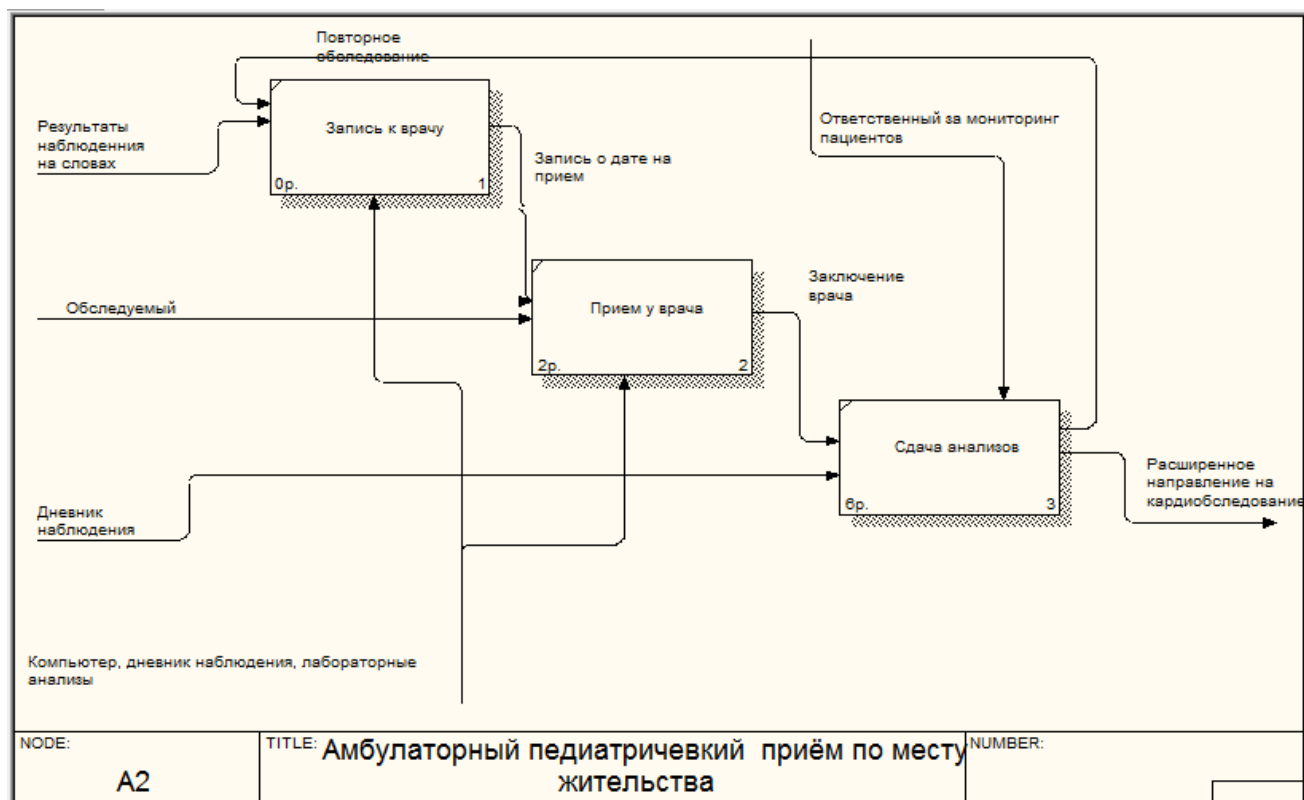 Повторное
оболедование
Результаты
наблюденния
на словах
Запись к врачу
0р.
1
Запись о дате на
прием
Ответственный за мониторинг
пациентов
Обследуемый
Прием у врача
2р.
2
Заключение
врача
Сдача анализов
6р.
3
Расширенное
направление на
кардиобследование
Дневник
наблюдения
Компьютер, дневник наблюдения, лабораторные
анализы
NODE:
A2
TITLE: Амбулаторный педиатричевкий приём по месту
жительства
NUMBER: